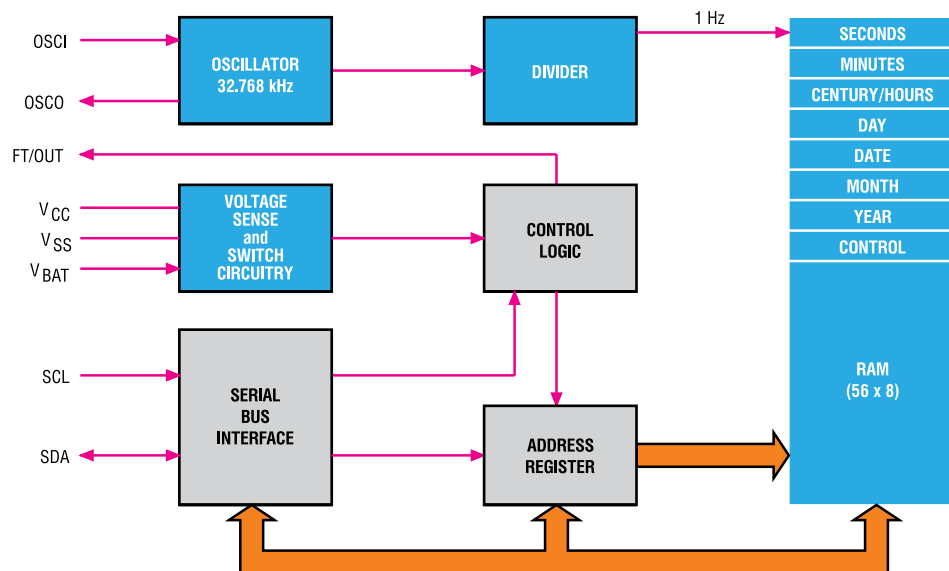 1 Hz
OSCI
OSCO
OSCILLATOR
32.768 kHz
DIVIDER
FT/OUT
VCC
VSS
VBAT
VOLTAGE
SENSE
and
SWITCH
CIRCUITRY
CONTROL
LOGIC
SCL
SDA
SERIAL
BUS
INTERFACE
ADDRESS
REGISTER
SECONDS
MINUTES
CENTURY/HOURS
DAY
DATE
MONTH
YEAR
CONTROL
RAM
(56 x 8)